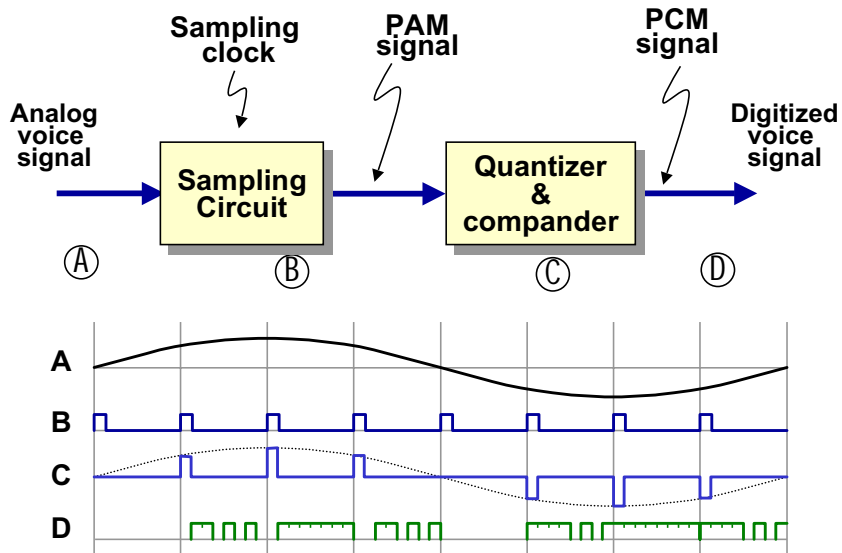 Sampling
clock
PAM
signal
PCM
signal
Analog
voice
signal
Sampling
Circuit
Quantizer
&
compander
Digitized
voice
signal
A
B
C
D
A
B
C
D